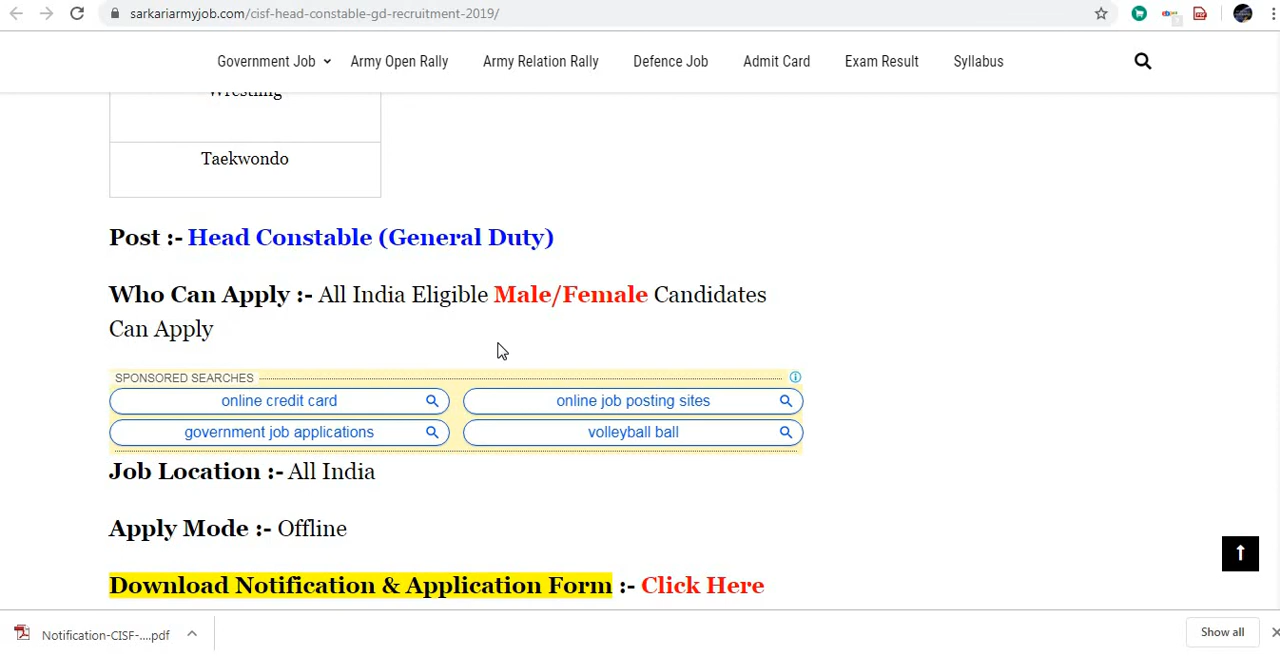 sarkariarmyjob.com/cisf-head-constable-gd-recruitment-2019/
Government Job Army Open Rally Army Relation Rally Defence Job Admit Card Exam Result Syllabus
Wrestling
Taekwondo
Post :- Head Constable (General Duty)
Who Can Apply :- All India Eligible Male/Female Candidates
Can Apply
SPONSORED SEARCHES
online credit card online job posting sites
government job applications volleyball ball
Job Location :- All India
Apply Mode :- Offline
Download Notification & Application Form :- Click Here
Notification-CISF-....pdf Show all